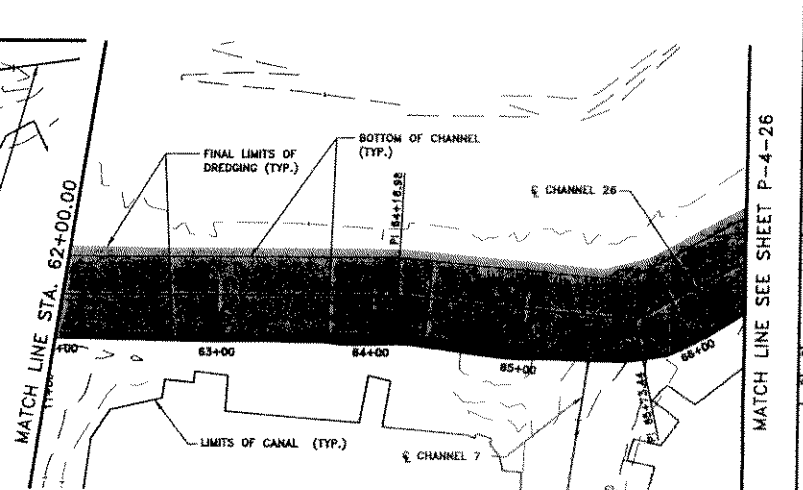 FINAL LIMITS OF
DREDGING (TYP.)
BOTTOM OF CHANNEL
(TYP.)
PI 64+16.98
℄ CHANNEL 26
MATCH LINE STA. 62+00.00
MATCH LINE SEE SHEET P-4-26
+00
63+00
64+00
65+00
66+00
LIMITS OF CANAL (TYP.)
℄ CHANNEL 7